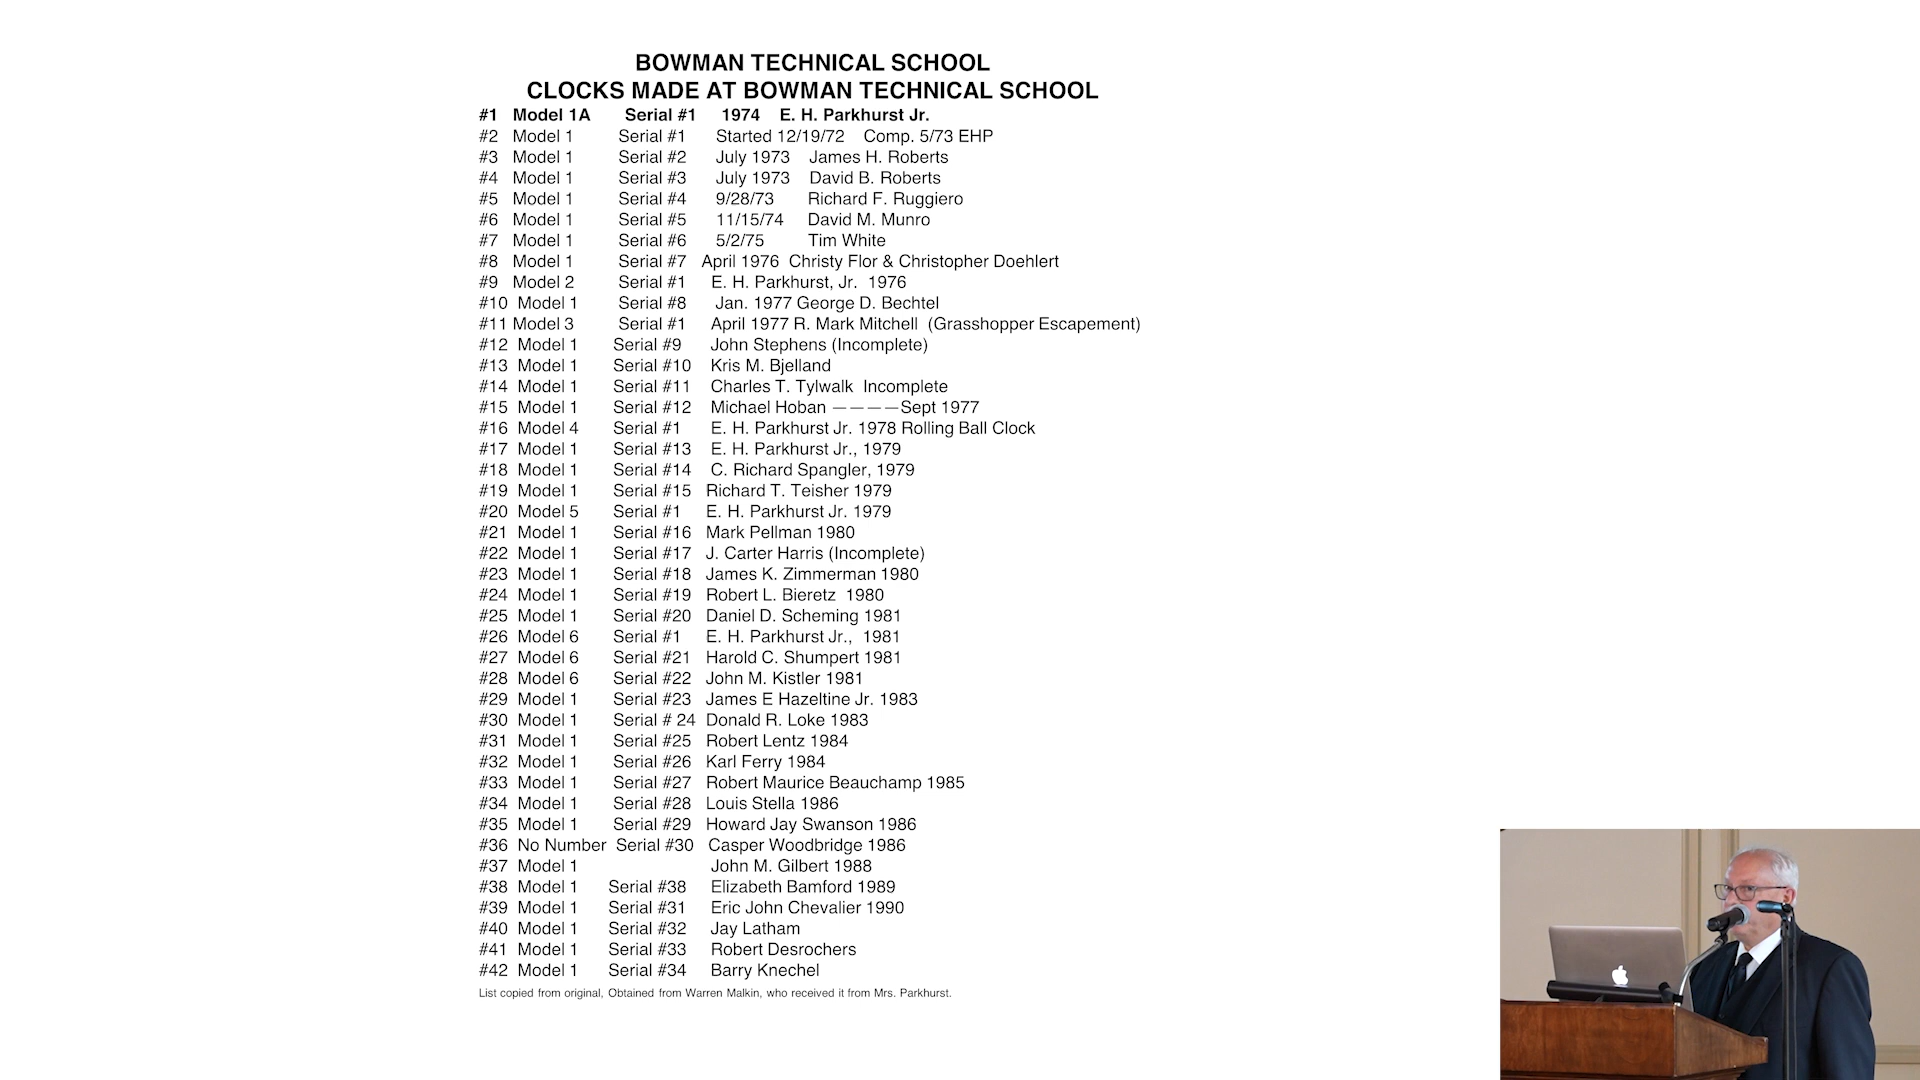 BOWMAN TECHNICAL SCHOOL
CLOCKS MADE AT BOWMAN TECHNICAL SCHOOL
#1 Model 1A Serial #1 1974 E. H. Parkhurst Jr.
#2 Model 1 Serial #1 Started 12/19/72 Comp. 5/73 EHP
#3 Model 1 Serial #2 July 1973 James H. Roberts
#4 Model 1 Serial #3 July 1973 David B. Roberts
#5 Model 1 Serial #4 9/28/73 Richard F. Ruggiero
#6 Model 1 Serial #5 11/15/74 David M. Munro
#7 Model 1 Serial #6 5/2/75 Tim White
#8 Model 1 Serial #7 April 1976 Christy Flor & Christopher Doehlert
#9 Model 2 Serial #1 E. H. Parkhurst, Jr. 1976
#10 Model 1 Serial #8 Jan. 1977 George D. Bechtel
#11 Model 3 Serial #1 April 1977 R. Mark Mitchell (Grasshopper Escapement)
#12 Model 1 Serial #9 John Stephens (Incomplete)
#13 Model 1 Serial #10 Kris M. Bjelland
#14 Model 1 Serial #11 Charles T. Tylwalk Incomplete
#15 Model 1 Serial #12 Michael Hoban ————Sept 1977
#16 Model 4 Serial #1 E. H. Parkhurst Jr. 1978 Rolling Ball Clock
#17 Model 1 Serial #13 E. H. Parkhurst Jr., 1979
#18 Model 1 Serial #14 C. Richard Spangler, 1979
#19 Model 1 Serial #15 Richard T. Teisher 1979
#20 Model 5 Serial #1 E. H. Parkhurst Jr. 1979
#21 Model 1 Serial #16 Mark Pellman 1980
#22 Model 1 Serial #17 J. Carter Harris (Incomplete)
#23 Model 1 Serial #18 James K. Zimmerman 1980
#24 Model 1 Serial #19 Robert L. Bieretz 1980
#25 Model 1 Serial #20 Daniel D. Scheming 1981
#26 Model 6 Serial #1 E. H. Parkhurst Jr., 1981
#27 Model 6 Serial #21 Harold C. Shumpert 1981
#28 Model 6 Serial #22 John M. Kistler 1981
#29 Model 1 Serial #23 James E Hazeltine Jr. 1983
#30 Model 1 Serial # 24 Donald R. Loke 1983
#31 Model 1 Serial #25 Robert Lentz 1984
#32 Model 1 Serial #26 Karl Ferry 1984
#33 Model 1 Serial #27 Robert Maurice Beauchamp 1985
#34 Model 1 Serial #28 Louis Stella 1986
#35 Model 1 Serial #29 Howard Jay Swanson 1986
#36 No Number Serial #30 Casper Woodbridge 1986
#37 Model 1 John M. Gilbert 1988
#38 Model 1 Serial #38 Elizabeth Bamford 1989
#39 Model 1 Serial #31 Eric John Chevalier 1990
#40 Model 1 Serial #32 Jay Latham
#41 Model 1 Serial #33 Robert Desrochers
#42 Model 1 Serial #34 Barry Knechel
List copied from original, Obtained from Warren Malkin, who received it from Mrs. Parkhurst.